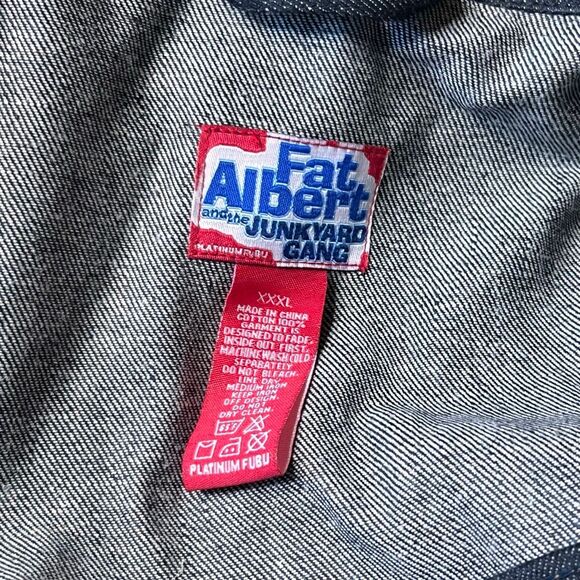 Fat
Albert
and the JUNKYARD
GANG
PLATINUM FUBU
XXXL
MADE IN CHINA
COTTON 100%
GARMENT IS
DESIGNED TO FADE.
INSIDE OUT FIRST.
MACHINE WASH COLD
SEPARATELY
DO NOT BLEACH.
LINE DRY.
MEDIUM IRON
KEEP IRON
OFF DESIGN.
DO NOT
DRY CLEAN.
PLATINUM FUBU